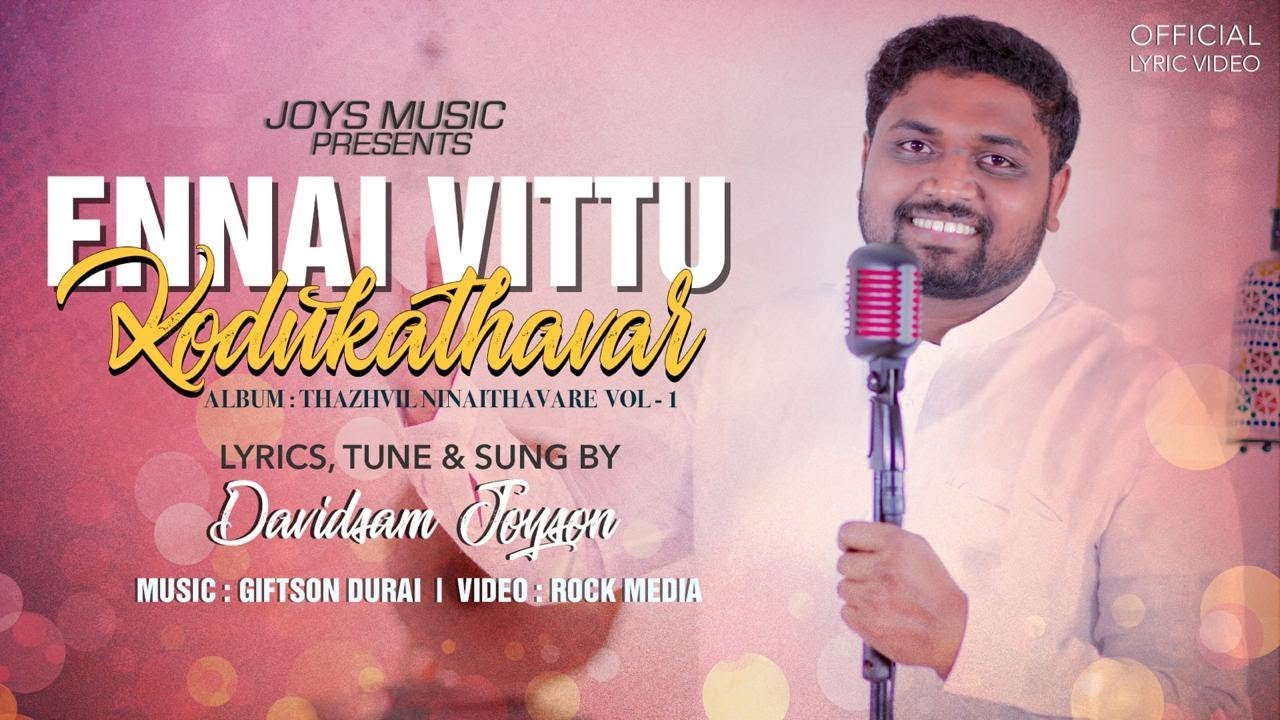 OFFICIAL
LYRIC VIDEO
JOYS MUSIC
PRESENTS
ENNAI VITTU
Kodukathavar
ALBUM : THAZHVIL NINAITHAVARE VOL - 1
LYRICS, TUNE & SUNG BY
Davidsam Joyson
MUSIC : GIFTSON DURAI | VIDEO : ROCK MEDIA